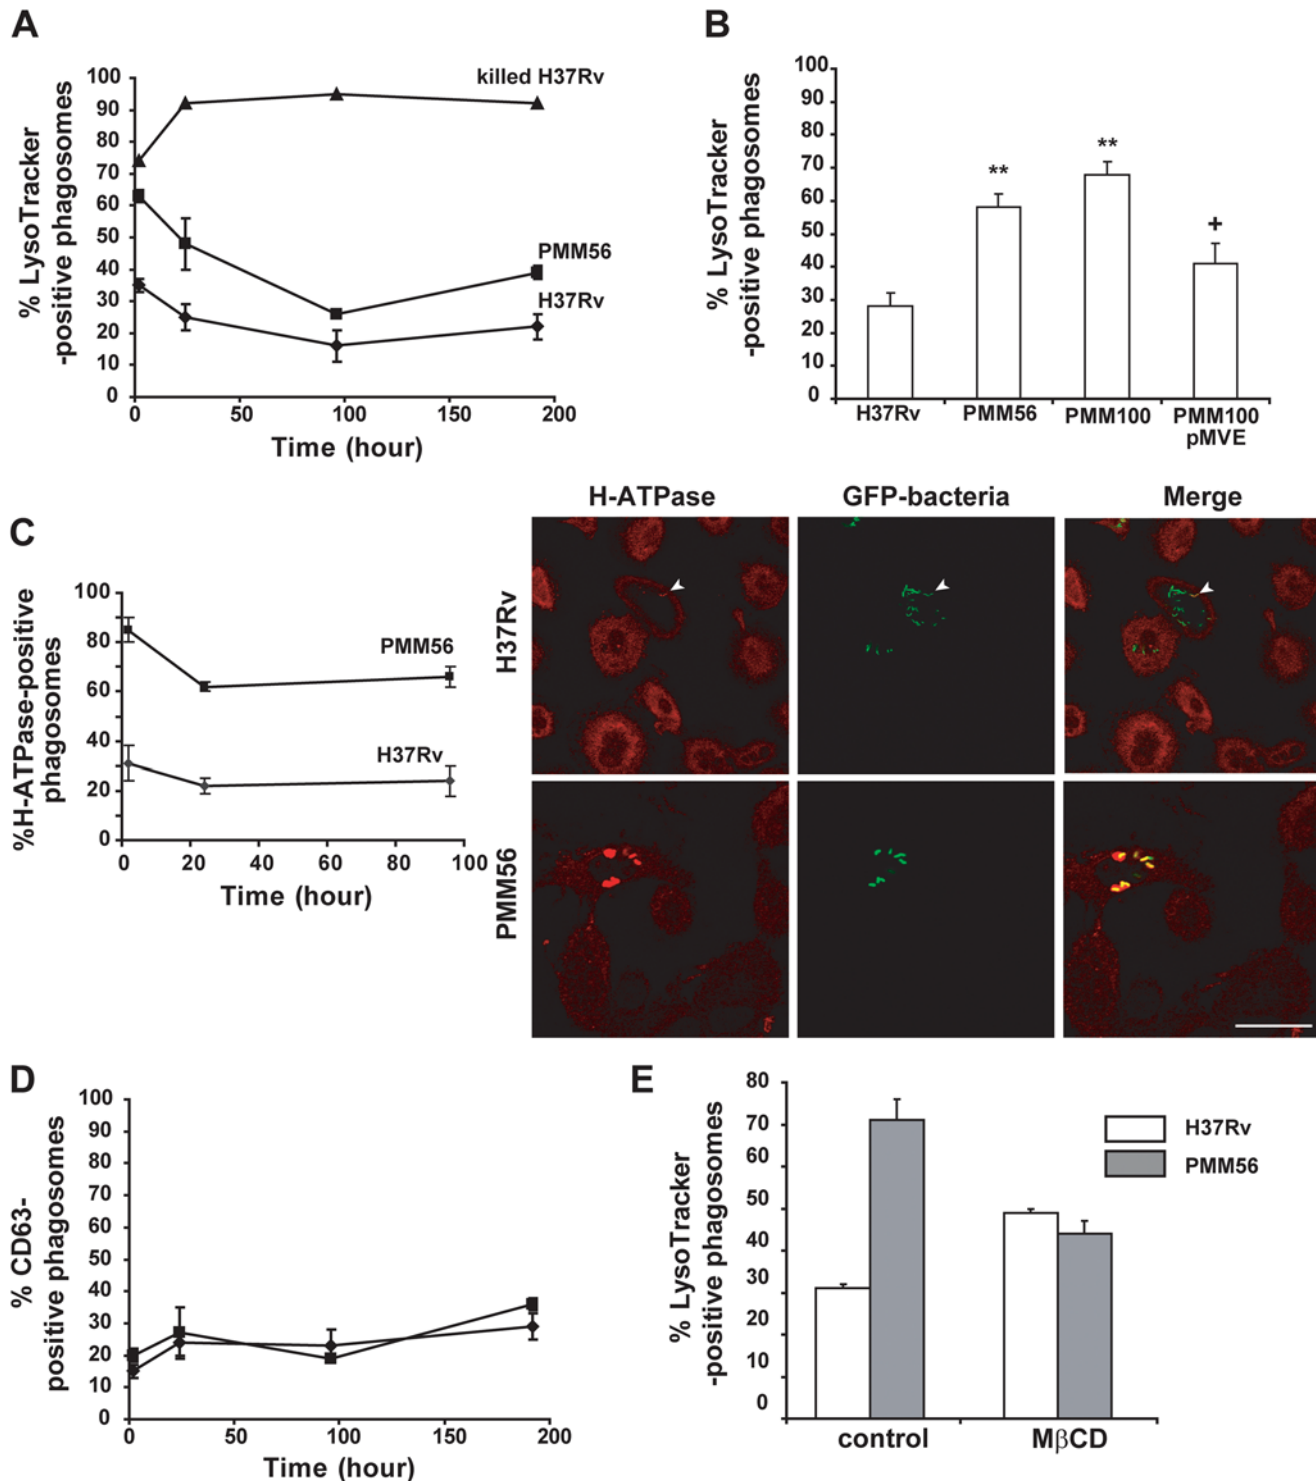 A
% LysoTracker
-positive phagosomes
100
90
80
70
60
50
40
30
20
10
0
killed H37Rv
PMM56
H37Rv
0 50 100 150 200
Time (hour)
B
% LysoTracker
-positive phagosomes
100
90
80
70
60
50
40
30
20
10
0
**
**
+
H37Rv PMM56 PMM100 PMM100
pMVE
C
%H-ATPase-positive
phagosomes
100
80
60
40
20
0
PMM56
H37Rv
0 20 40 60 80 100
Time (hour)
H-ATPase GFP-bacteria Merge
H37Rv
PMM56
D
% CD63-
positive phagosomes
100
90
80
70
60
50
40
30
20
10
0
0 50 100 150 200
Time (hour)
E
% LysoTracker
-positive phagosomes
80
70
60
50
40
30
20
10
0
H37Rv
PMM56
control MβCD